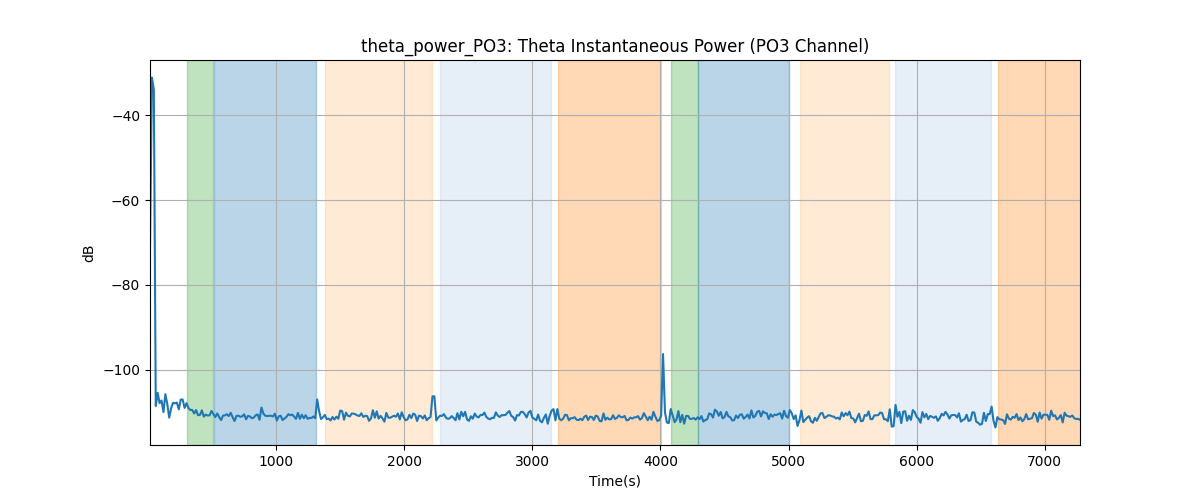 theta_power_PO3: Theta Instantaneous Power (PO3 Channel)
−40
−60
−80
−100
dB
1000 2000 3000 4000 5000 6000 7000
Time(s)